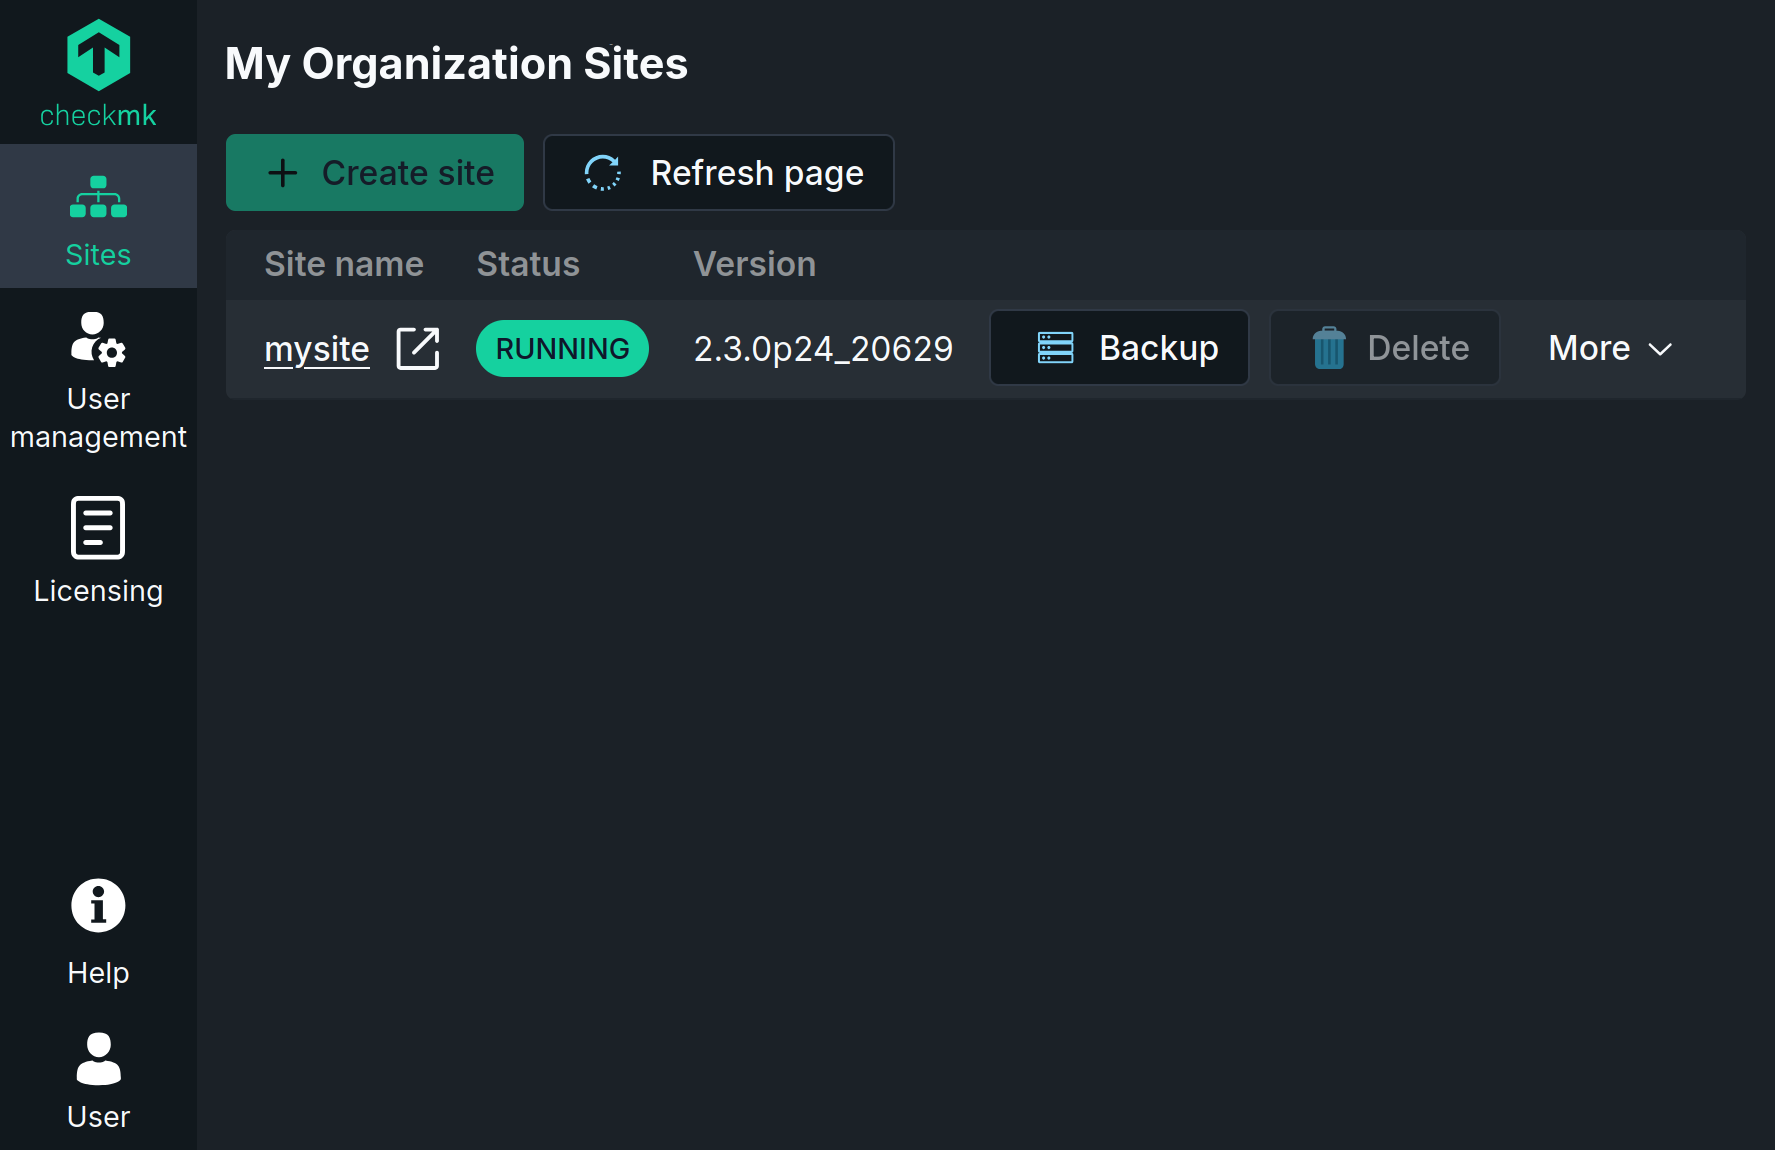 checkmk
Sites
User
management
Licensing
Help
User
My Organization Sites
Create site
Refresh page
Site name Status Version
mysite RUNNING 2.3.0p24_20629 Backup Delete More